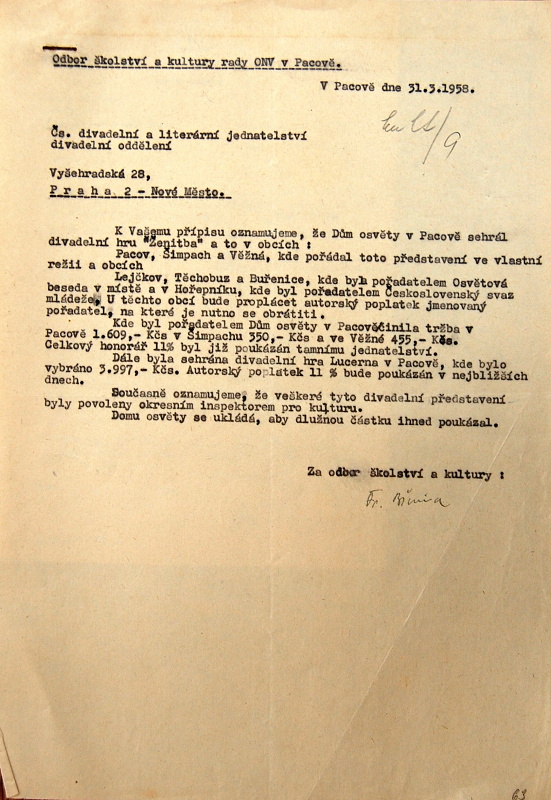 Odbor školství a kultury rady ONV v Pacově.
V Pacově dne 31.3.1958.
Čs. divadelní a literární jednatelství
divadelní oddělení
Vyšehradská 28,
Praha 2 – Nové Město.
K Vašemu přípisu oznamujeme, že Dům osvěty v Pacově sehrál
divadelní hru "Ženitba" a to v obcích :
Pacov, Šimpach a Věžná, kde pořádal toto představení ve vlastní
režii a obcích
Lejčkov, Těchobuz a Buřenice, kde byl pořadatelem Osvětová
beseda v místě a v Hořepníku, kde byl pořadatelem Československý svaz
mládeže. U těchto obcí bude proplácet autorský poplatek jmenovaný
pořadatel, na které je nutno se obrátiti.
Kde byl pořadatelem Dům osvěty v Pacověčinila tržba v
Pacově 1.609,- Kčs v Šimpachu 350,- Kčs a ve Věžné 455,- Kčs.
Celkový honorář 11% byl již poukázán tamnímu jednatelství.
Dále byla sehrána divadelní hra Lucerna v Pacově, kde bylo
vybráno 3.997,- Kčs. Autorský poplatek 11 % bude poukázán v nejbližších
dnech.
Současně oznamujeme, že veškeré tyto divadelní představení
byly povoleny okresním inspektorem pro kulturu.
Domu osvěty se ukládá, aby dlužnou částku ihned poukázal.
Za odbor školství a kultury :
Fr.
63